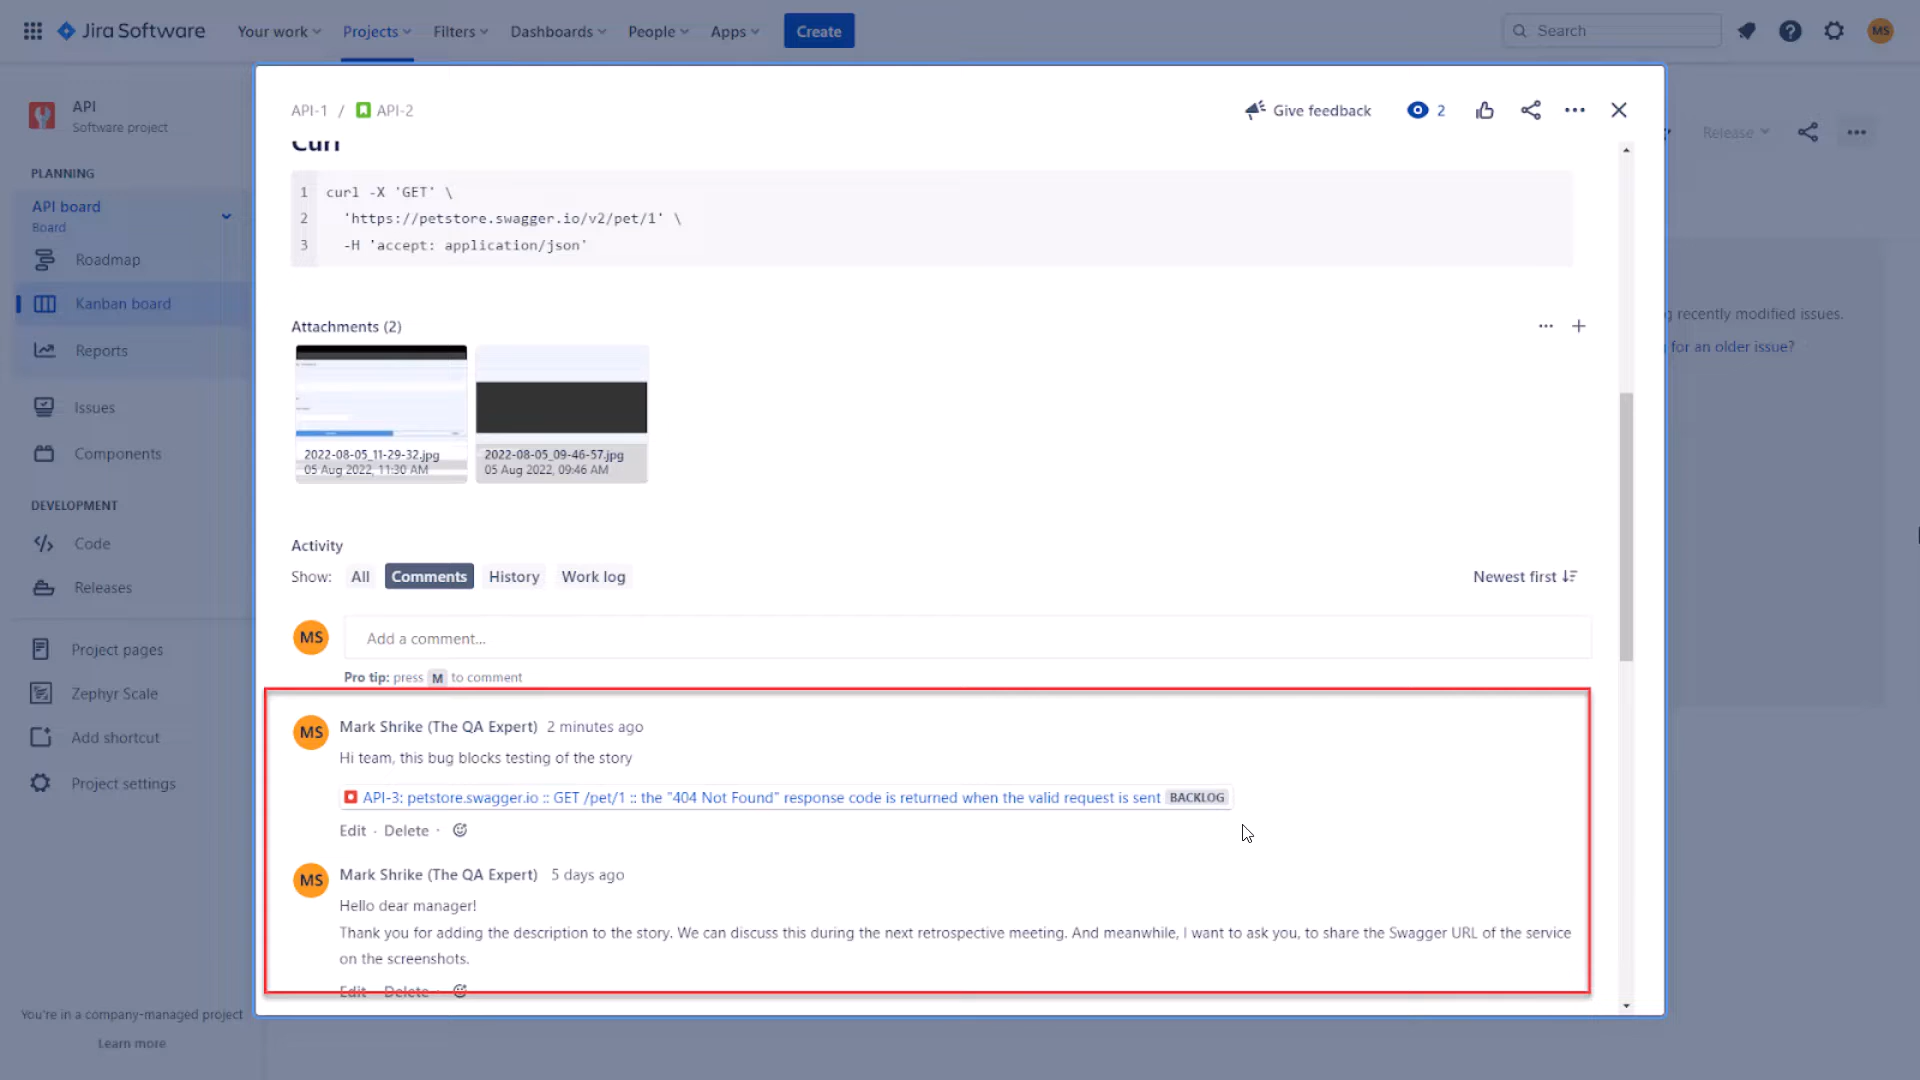 Jira Software
Your work
Projects
Filters
Dashboards
People
Apps
Create
Search
MS
API
Software project
PLANNING
API board
Board
Roadmap
Kanban board
Reports
Issues
Components
DEVELOPMENT
Code
Releases
Project pages
Zephyr Scale
Add shortcut
Project settings
You're in a company-managed project
Learn more
API-1 / API-2
Give feedback
2
Curl
1 curl -X 'GET' \
2 'https://petstore.swagger.io/v2/pet/1' \
3 -H 'accept: application/json'
Attachments (2)
2022-08-05_11-29-32.jpg
05 Aug 2022, 11:30 AM
2022-08-05_09-46-57.jpg
05 Aug 2022, 09:46 AM
Activity
Show: All Comments History Work log
Newest first
MS
Add a comment...
Pro tip: press M to comment
MS
Mark Shrike (The QA Expert) 2 minutes ago
Hi team, this bug blocks testing of the story
API-3: petstore.swagger.io :: GET /pet/1 :: the "404 Not Found" response code is returned when the valid request is sent BACKLOG
Edit · Delete ·
MS
Mark Shrike (The QA Expert) 5 days ago
Hello dear manager!
Thank you for adding the description to the story. We can discuss this during the next retrospective meeting. And meanwhile, I want to ask you, to share the Swagger URL of the service
on the screenshots.
Edit · Delete ·
Release
recently modified issues.
for an older issue?